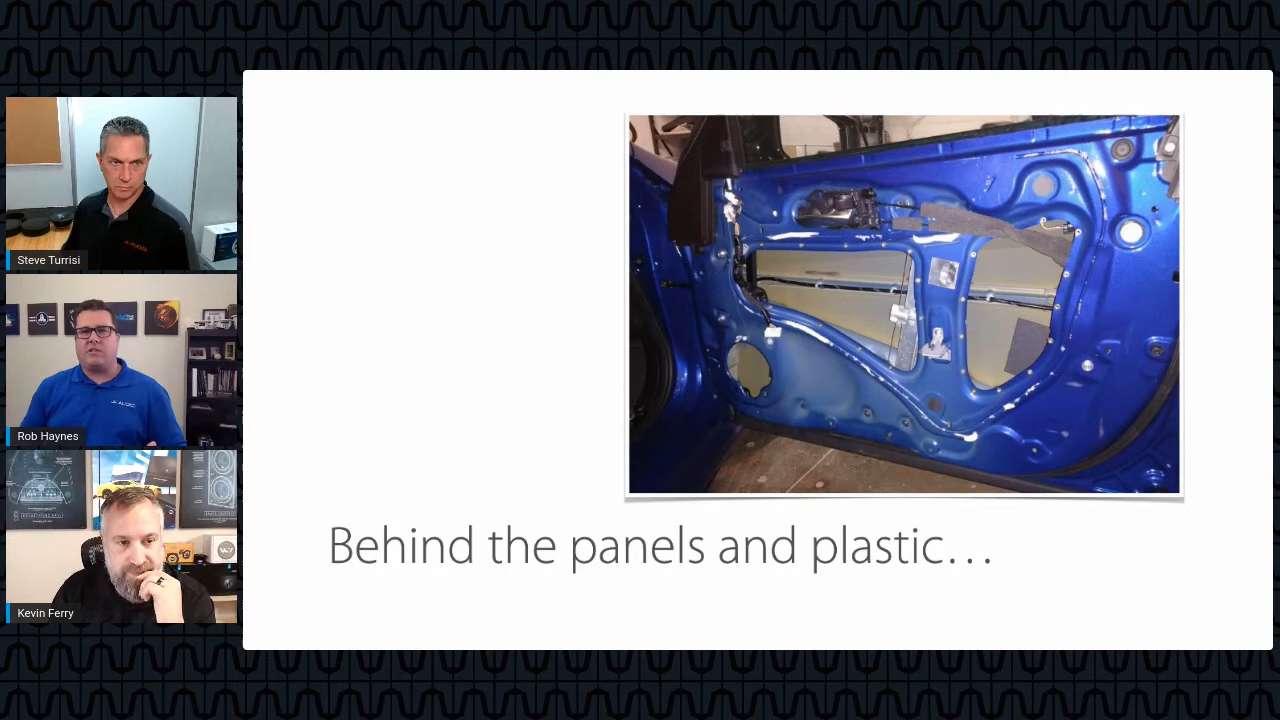 Steve Turrisi
Rob Haynes
Kevin Ferry
Behind the panels and plastic…